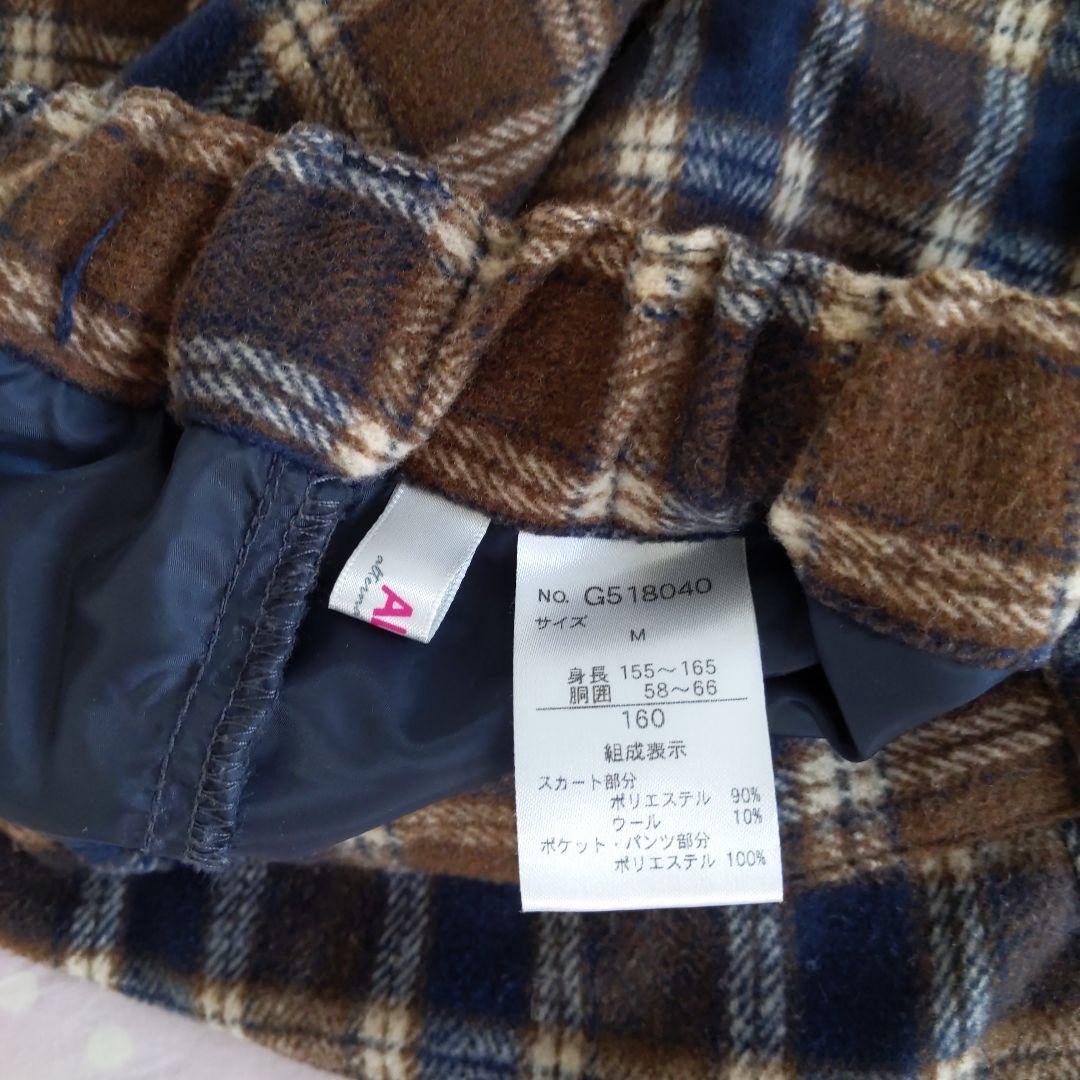 NO. G518040
サイズ
M
身長 155〜165
胴囲 58〜66
160
組成表示
スカート部分
ポリエステル 90%
ウール 10%
ポケット・パンツ部分
ポリエステル 100%